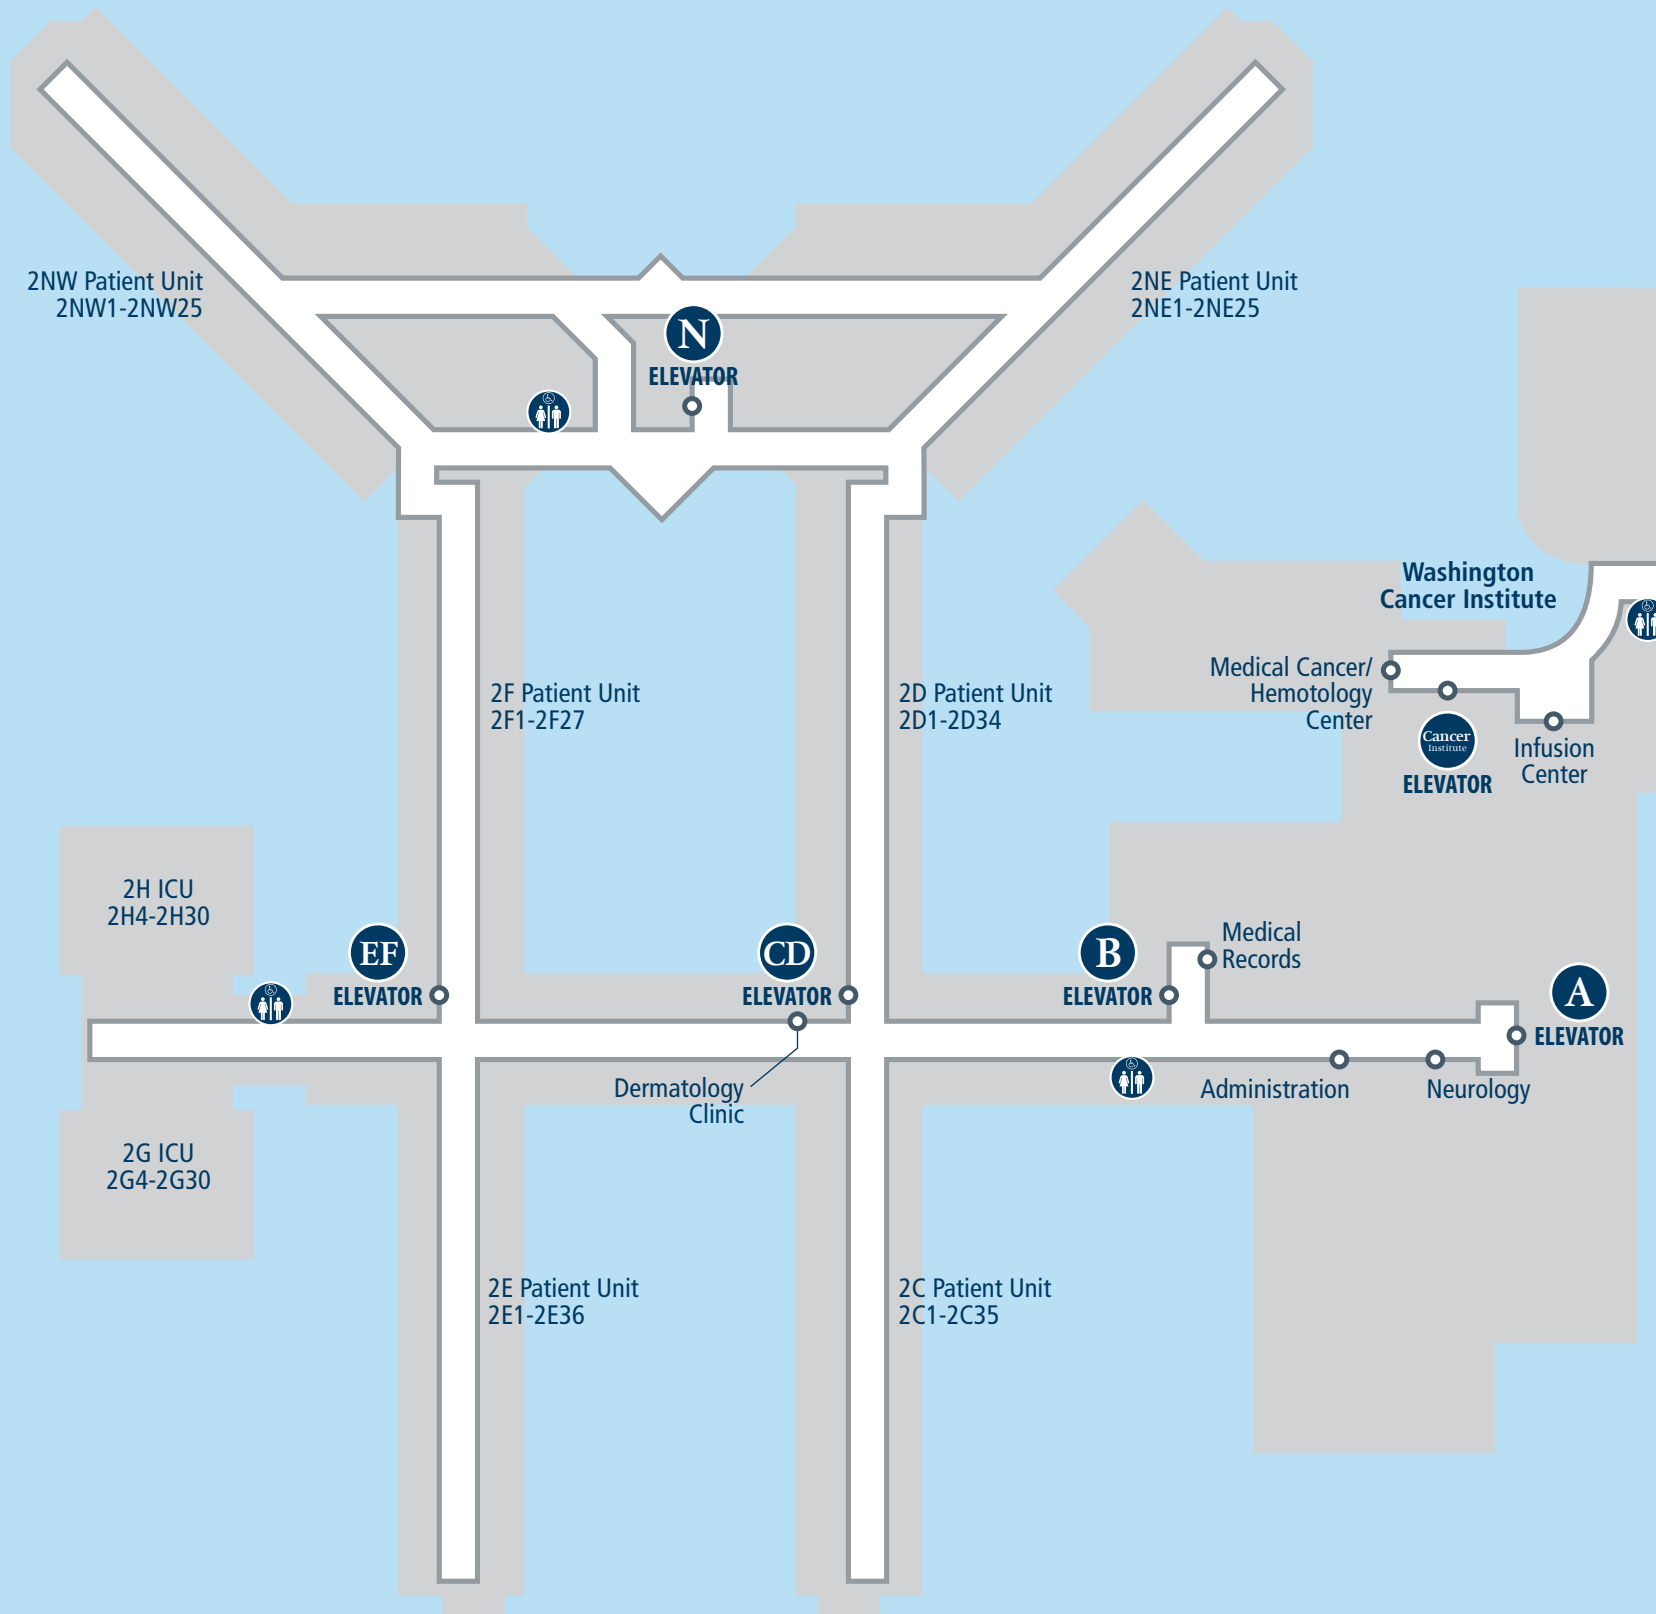 2NW Patient Unit
2NW1-2NW25
2NE Patient Unit
2NE1-2NE25
N
ELEVATOR
Washington
Cancer Institute
Medical Cancer/
Hemotology
Center
Cancer
Institute
ELEVATOR
Infusion
Center
2F Patient Unit
2F1-2F27
2D Patient Unit
2D1-2D34
2H ICU
2H4-2H30
EF
ELEVATOR
CD
ELEVATOR
B
ELEVATOR
Medical
Records
A
ELEVATOR
Dermatology
Clinic
Administration
Neurology
2G ICU
2G4-2G30
2E Patient Unit
2E1-2E36
2C Patient Unit
2C1-2C35